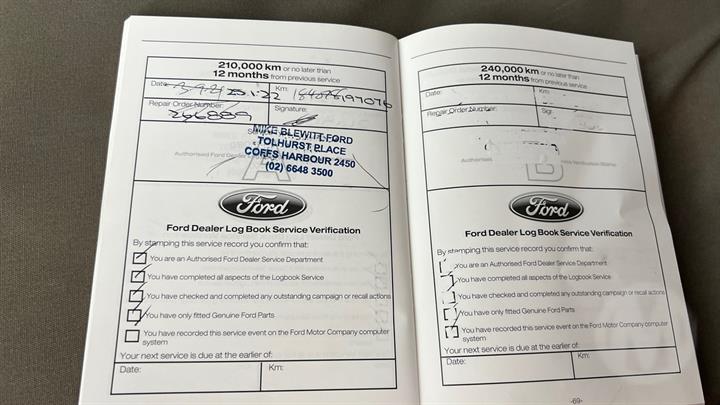 210,000 km or no later than
12 months from previous service
Date: 25.1.22
Km: 197076
Repair Order Number:
266889
Signature:
MIKE BLEWITT FORD
TOLHURST PLACE
COFFS HARBOUR 2450
(02) 6648 3500
Authorised Ford
Ford
Ford Dealer Log Book Service Verification
By stamping this service record you confirm that:
You are an Authorised Ford Dealer Service Department
You have completed all aspects of the Logbook Service
You have checked and completed any outstanding campaign or recall actions
You have only fitted Genuine Ford Parts
You have recorded this service event on the Ford Motor Company computer
system
Your next service is due at the earlier of:
Date:
Km:
240,000 km or no later than
12 months from previous service
Date:
Km:
Repair Order Number:
Authorised
B
Ford
Ford Dealer Log Book Service Verification
By stamping this service record you confirm that:
You are an Authorised Ford Dealer Service Department
You have completed all aspects of the Logbook Service
You have checked and completed any outstanding campaign or recall actions
You have only fitted Genuine Ford Parts
You have recorded this service event on the Ford Motor Company computer
system
Your next service is due at the earlier of:
Date:
Km:
-69-